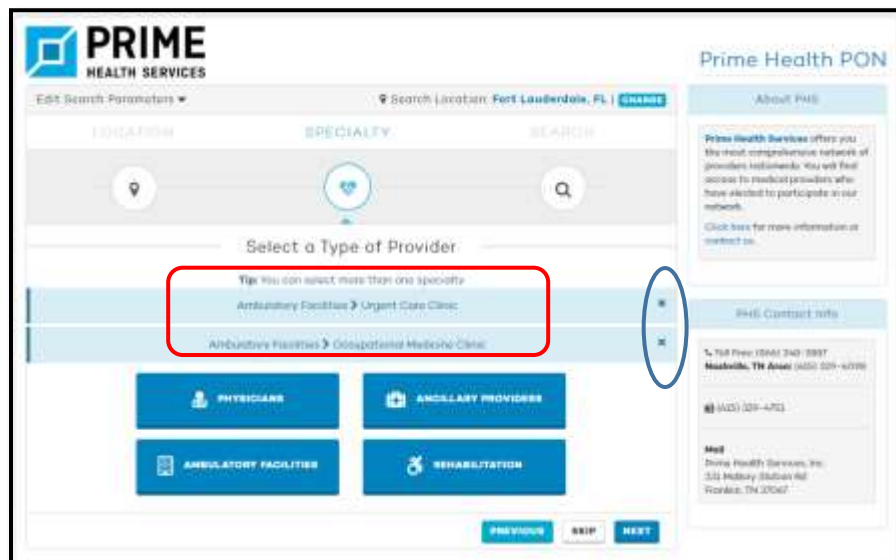 PRIME
HEALTH SERVICES
Edit Search Parameters
Search Location: Fort Lauderdale, FL | CHANGE
LOCATION
SPECIALTY
SEARCH
Select a Type of Provider
Tip: You can select more than one specialty
Ambulatory Facilities > Urgent Care Clinic
Ambulatory Facilities > Occupational Medicine Clinic
PHYSICIANS
ANCILLARY PROVIDERS
AMBULATORY FACILITIES
REHABILITATION
PREVIOUS
SKIP
NEXT
Prime Health PON
About PHS
Prime Health Services offers you
the most comprehensive network of
providers nationwide. You will find
access to medical providers who
have elected to participate in our
network.
Click here for more information or
contact us.
PHS Contact Info
Toll Free: (866)
Nashville, TN Area: (615) 329-
(615) 329-4751
Mail
Prime Health Services, Inc.
331 Mallory Station Rd
Franklin, TN 37067